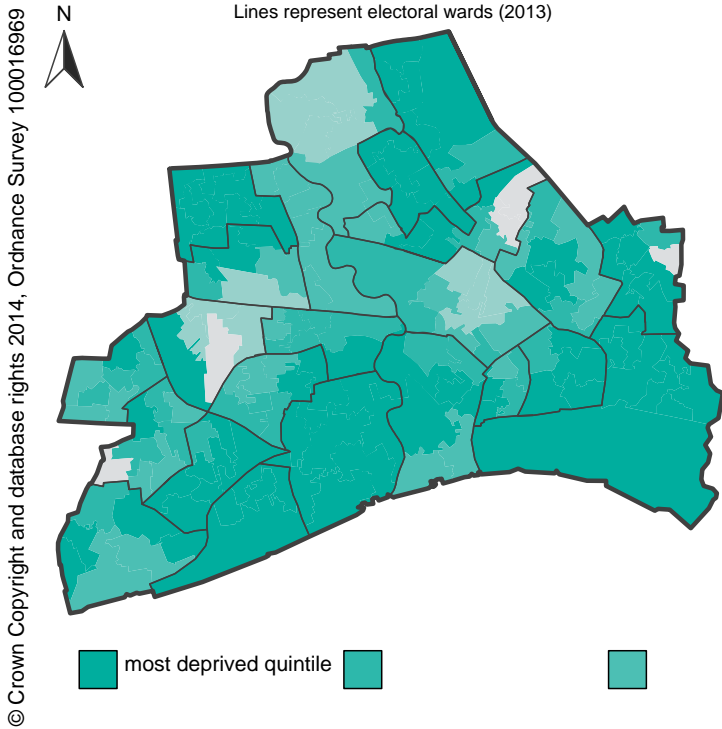 Lines represent electoral wards (2013)
N
© Crown Copyright and database rights 2014, Ordnance Survey 100016969
most deprived quintile